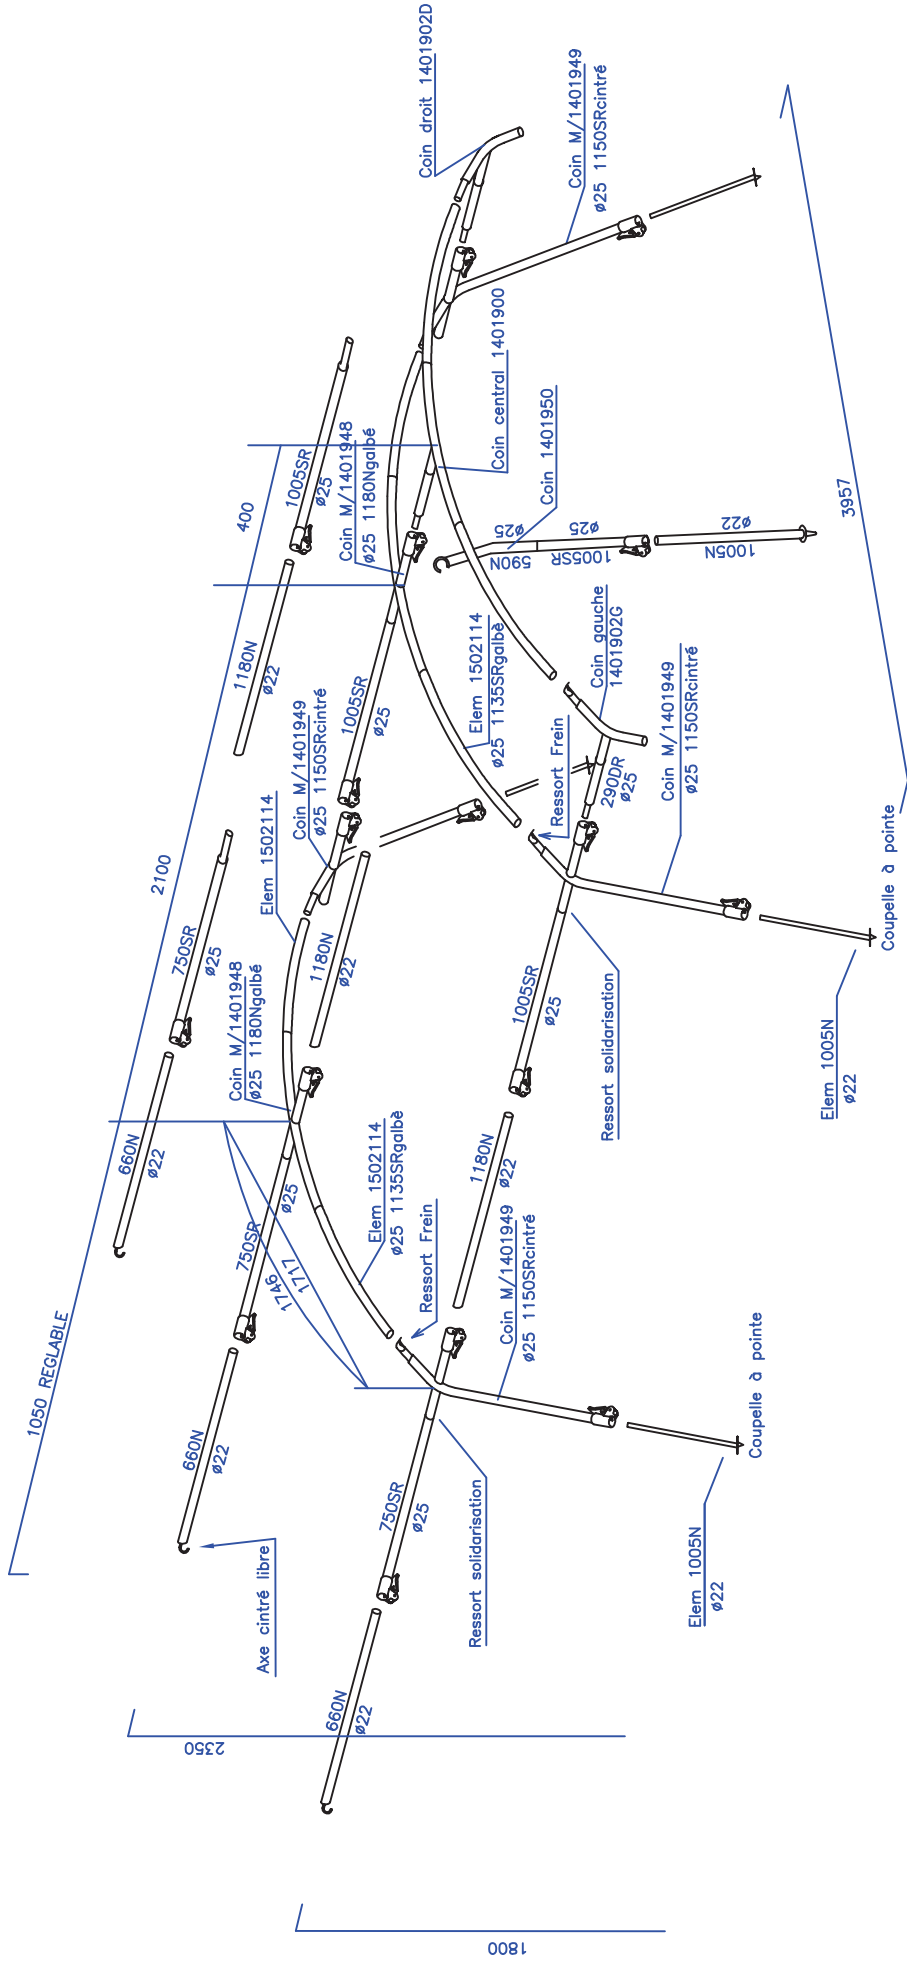 Coin droit 1401902D
Coin M/1401949
ø25 1150SRcintré
3957
Coin central 1401900
Coin 1401950
ø25
590N
ø25
1005SR
ø22
1005N
1005SR
ø25
400
Coin M/1401948
ø25 1180Ngalbé
1180N
ø22
1005SR
ø25
Elem 1502114
ø25 1135SRgalbè
Coin gauche
1401902G
Coin M/1401949
ø25 1150SRcintré
290DR
ø25
Ressort Frein
Coupelle à pointe
Coin M/1401949
ø25 1150SRcintré
Elem 1502114
2100
750SR
ø25
1180N
ø22
1005SR
ø25
Ressort solidarisation
Elem 1005N
ø22
Coin M/1401948
ø25 1180Ngalbé
660N
ø22
750SR
ø25
Elem 1502114
ø25 1135SRgalbè
1180N
ø22
1746
1717
Ressort Frein
Coin M/1401949
ø25 1150SRcintré
Coupelle à pointe
1050 REGLABLE
660N
ø22
750SR
ø25
Ressort solidarisation
Elem 1005N
ø22
Axe cintré libre
660N
ø22
2350
1800